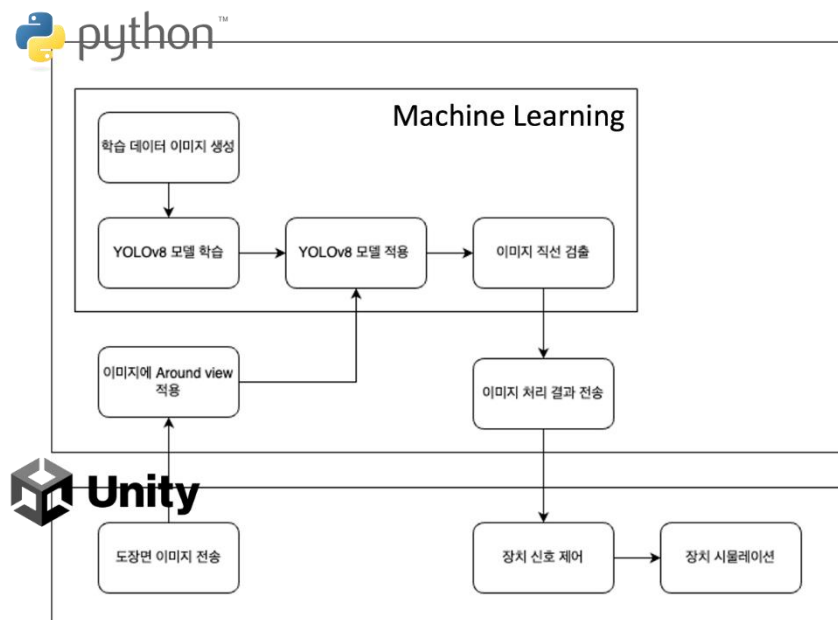 python™
Machine Learning
학습 데이터 이미지 생성
YOLOv8 모델 학습
YOLOv8 모델 적용
이미지 직선 검출
이미지에 Around view
적용
이미지 처리 결과 전송
Unity
도장면 이미지 전송
장치 신호 제어
장치 시물레이션